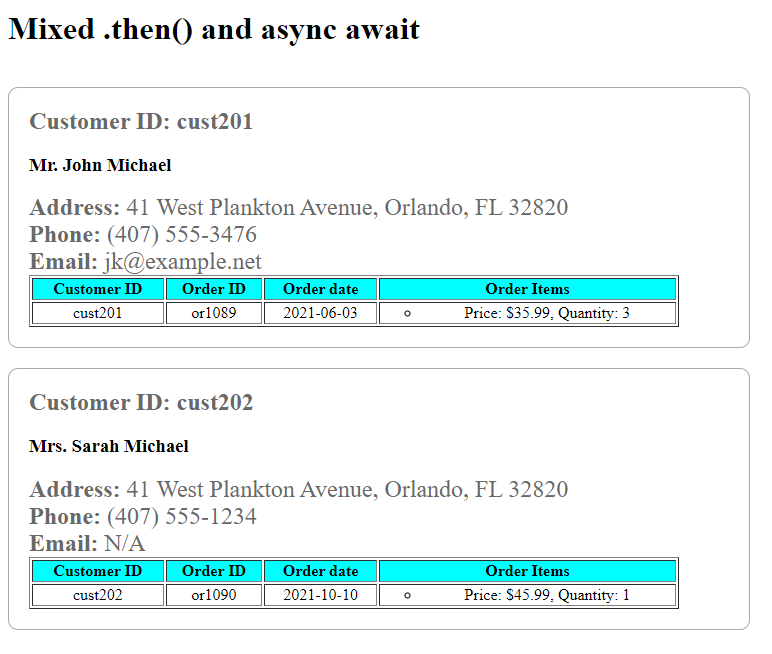 Mixed .then() and async await
Customer ID: cust201
Mr. John Michael
Address: 41 West Plankton Avenue, Orlando, FL 32820
Phone: (407) 555-3476
Email: jk@example.net
Customer ID Order ID Order date Order Items
cust201 or1089 2021-06-03 Price: $35.99, Quantity: 3
Customer ID: cust202
Mrs. Sarah Michael
Address: 41 West Plankton Avenue, Orlando, FL 32820
Phone: (407) 555-1234
Email: N/A
Customer ID Order ID Order date Order Items
cust202 or1090 2021-10-10 Price: $45.99, Quantity: 1